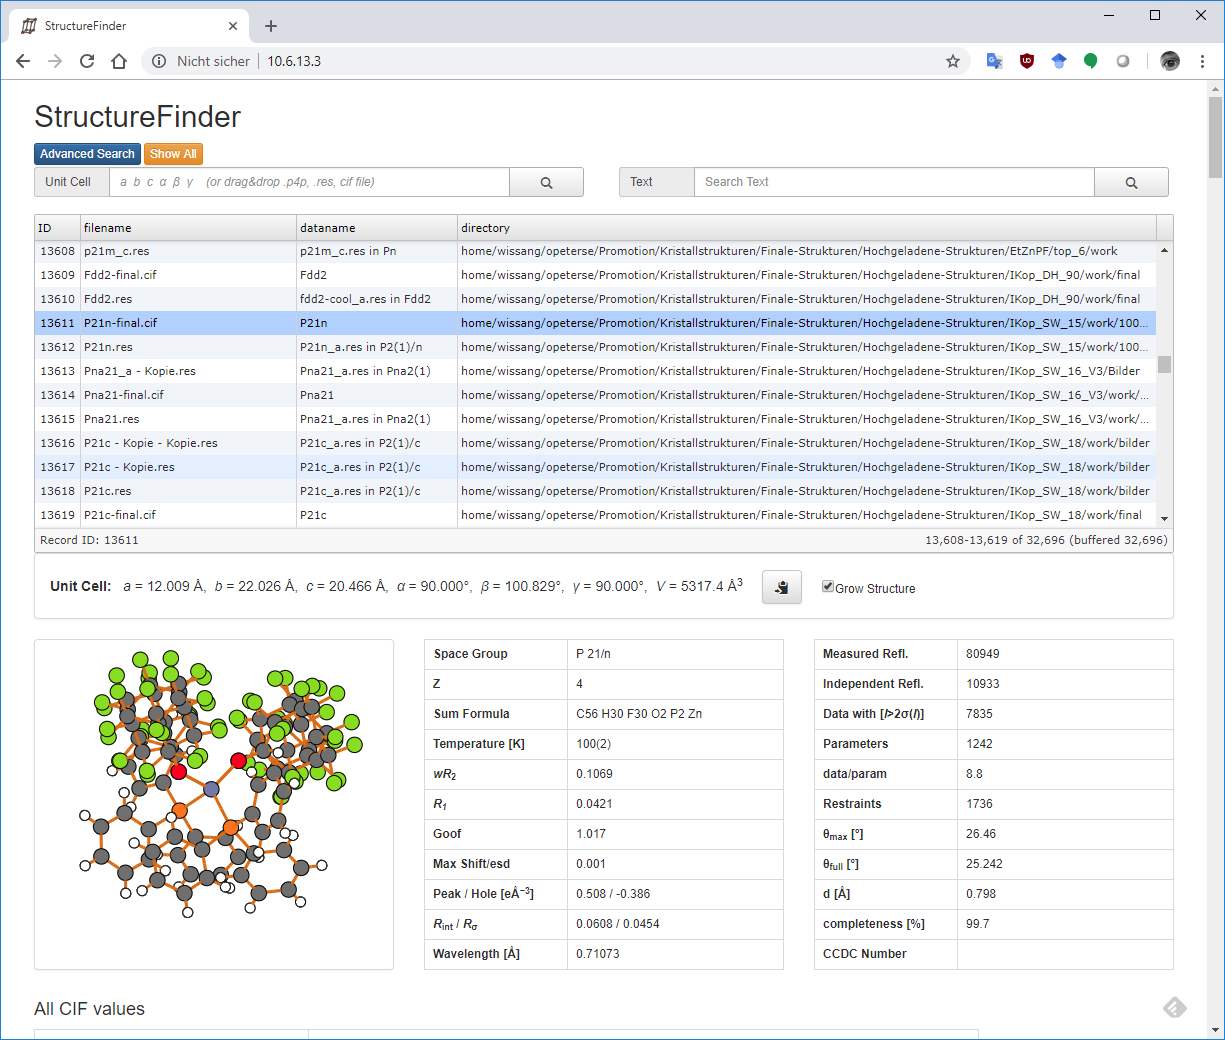 StructureFinder
Nicht sicher 10.6.13.3
StructureFinder
Advanced Search Show All
Unit Cell a b c α β γ (or drag&drop .p4p, .res, cif file) Text Search Text
ID filename dataname directory
13608 p21m_c.res p21m_c.res in Pn home/wissang/opeterse/Promotion/Kristallstrukturen/Finale-Strukturen/Hochgeladene-Strukturen/EtZnPF/top_6/work
13609 Fdd2-final.cif Fdd2 home/wissang/opeterse/Promotion/Kristallstrukturen/Finale-Strukturen/Hochgeladene-Strukturen/IKop_DH_90/work/final
13610 Fdd2.res fdd2-cool_a.res in Fdd2 home/wissang/opeterse/Promotion/Kristallstrukturen/Finale-Strukturen/Hochgeladene-Strukturen/IKop_DH_90/work/final
13611 P21n-final.cif P21n home/wissang/opeterse/Promotion/Kristallstrukturen/Finale-Strukturen/Hochgeladene-Strukturen/IKop_SW_15/work/100...
13612 P21n.res P21n_a.res in P2(1)/n home/wissang/opeterse/Promotion/Kristallstrukturen/Finale-Strukturen/Hochgeladene-Strukturen/IKop_SW_15/work/100...
13613 Pna21_a - Kopie.res Pna21_a.res in Pna2(1) home/wissang/opeterse/Promotion/Kristallstrukturen/Finale-Strukturen/Hochgeladene-Strukturen/IKop_SW_16_V3/Bilder
13614 Pna21-final.cif Pna21 home/wissang/opeterse/Promotion/Kristallstrukturen/Finale-Strukturen/Hochgeladene-Strukturen/IKop_SW_16_V3/work/...
13615 Pna21.res Pna21_a.res in Pna2(1) home/wissang/opeterse/Promotion/Kristallstrukturen/Finale-Strukturen/Hochgeladene-Strukturen/IKop_SW_16_V3/work/...
13616 P21c - Kopie - Kopie.res P21c_a.res in P2(1)/c home/wissang/opeterse/Promotion/Kristallstrukturen/Finale-Strukturen/Hochgeladene-Strukturen/IKop_SW_18/work/bilder
13617 P21c - Kopie.res P21c_a.res in P2(1)/c home/wissang/opeterse/Promotion/Kristallstrukturen/Finale-Strukturen/Hochgeladene-Strukturen/IKop_SW_18/work/bilder
13618 P21c.res P21c_a.res in P2(1)/c home/wissang/opeterse/Promotion/Kristallstrukturen/Finale-Strukturen/Hochgeladene-Strukturen/IKop_SW_18/work/bilder
13619 P21c-final.cif P21c home/wissang/opeterse/Promotion/Kristallstrukturen/Finale-Strukturen/Hochgeladene-Strukturen/IKop_SW_18/work/final
Record ID: 13611 13,608-13,619 of 32,696 (buffered 32,696)
Unit Cell: a = 12.009 Å, b = 22.026 Å, c = 20.466 Å, α = 90.000°, β = 100.829°, γ = 90.000°, V = 5317.4 Å³ Grow Structure
Space Group P 21/n Measured Refl. 80949
Z 4 Independent Refl. 10933
Sum Formula C56 H30 F30 O2 P2 Zn Data with [I>2σ(I)] 7835
Temperature [K] 100(2) Parameters 1242
wR₂ 0.1069 data/param 8.8
R₁ 0.0421 Restraints 1736
Goof 1.017 θmax [°] 26.46
Max Shift/esd 0.001 θfull [°] 25.242
Peak / Hole [eÅ⁻³] 0.508 / -0.386 d [Å] 0.798
Rint / Rσ 0.0608 / 0.0454 completeness [%] 99.7
Wavelength [Å] 0.71073 CCDC Number
All CIF values